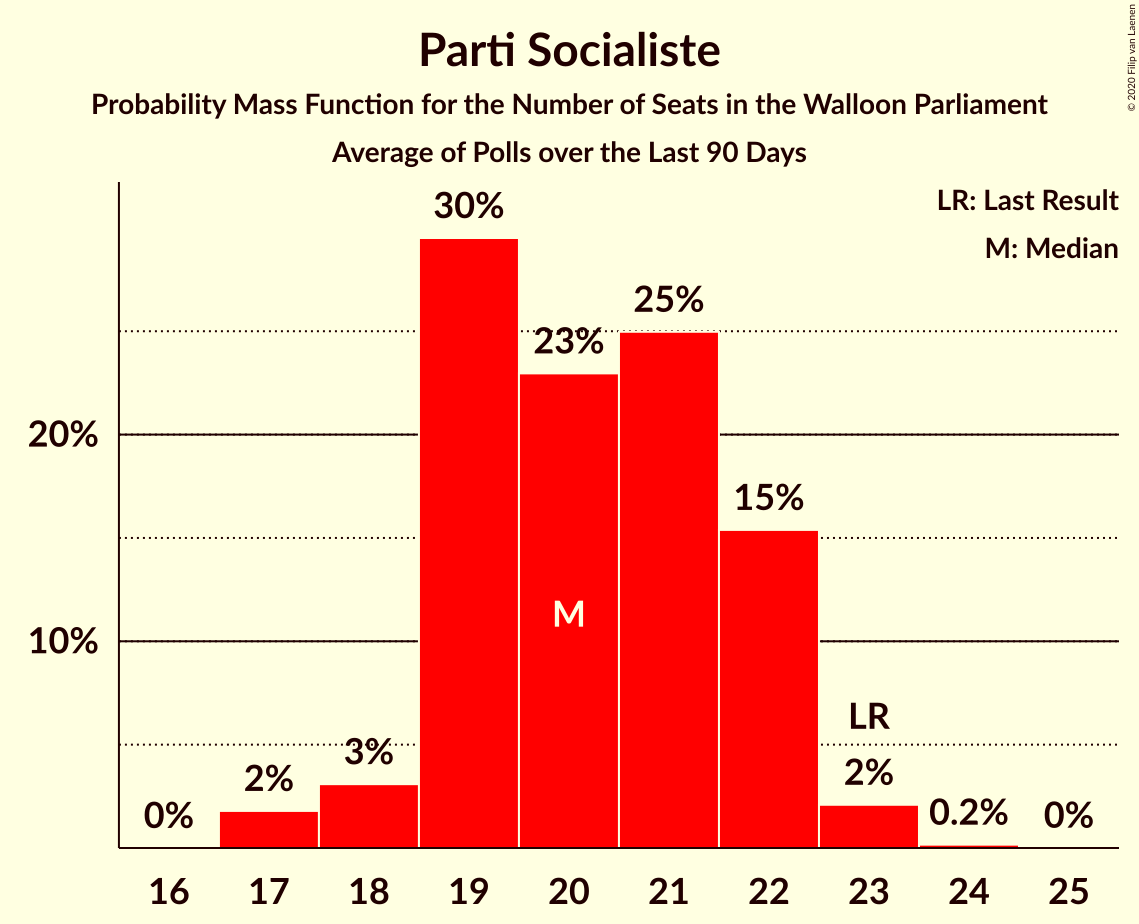 Parti Socialiste
Probability Mass Function for the Number of Seats in the Walloon Parliament
Average of Polls over the Last 90 Days
© 2020 Filip van Laenen
LR: Last Result
M: Median
30%
25%
23%
20%
15%
M
10%
LR
3%
2%
2%
0%
0.2%
0%
16 17 18 19 20 21 22 23 24 25